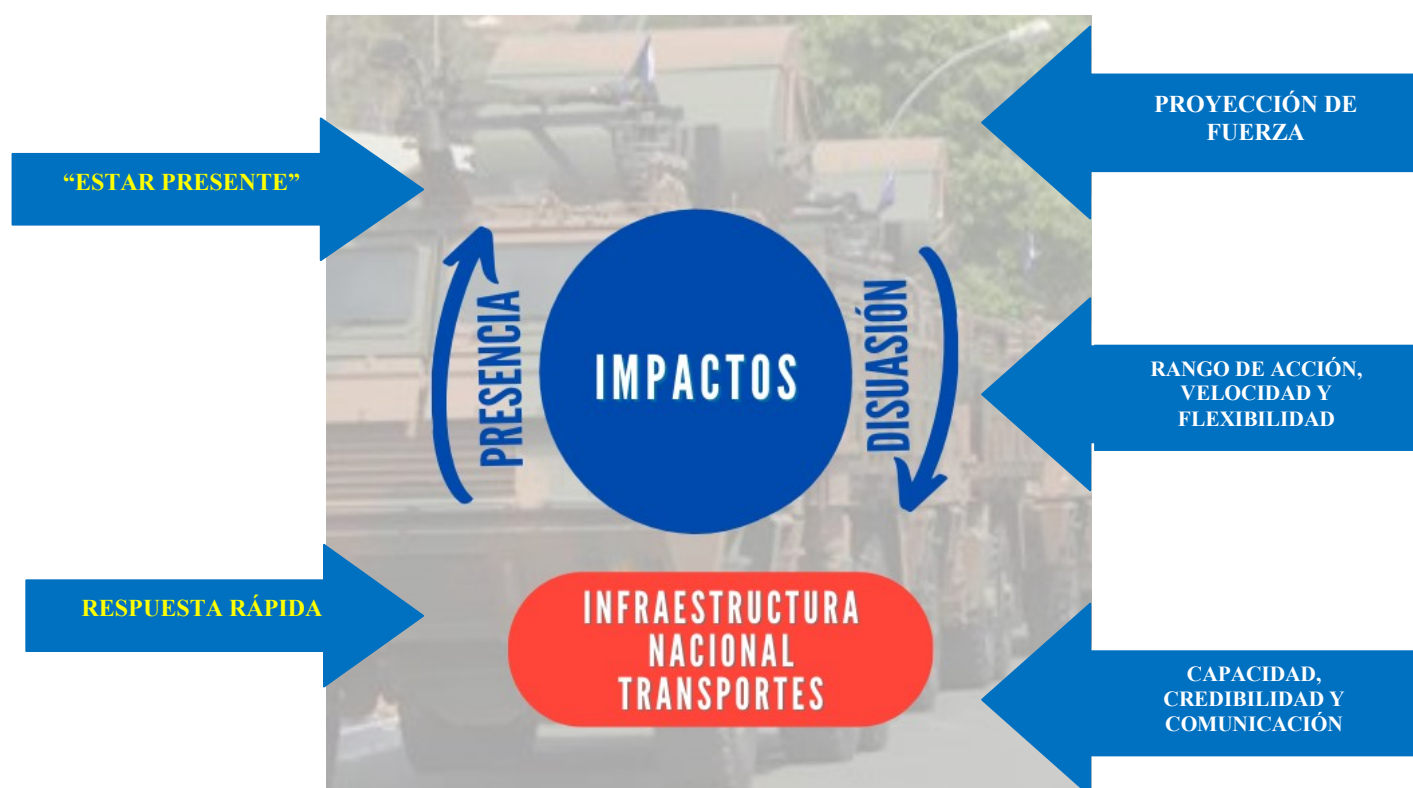 PROYECCIÓN DE
FUERZA
“ESTAR PRESENTE”
PRESENCIA
IMPACTOS
DISUASIÓN
RANGO DE ACCIÓN,
VELOCIDAD Y
FLEXIBILIDAD
RESPUESTA RÁPIDA
INFRAESTRUCTURA
NACIONAL
TRANSPORTES
CAPACIDAD,
CREDIBILIDAD Y
COMUNICACIÓN